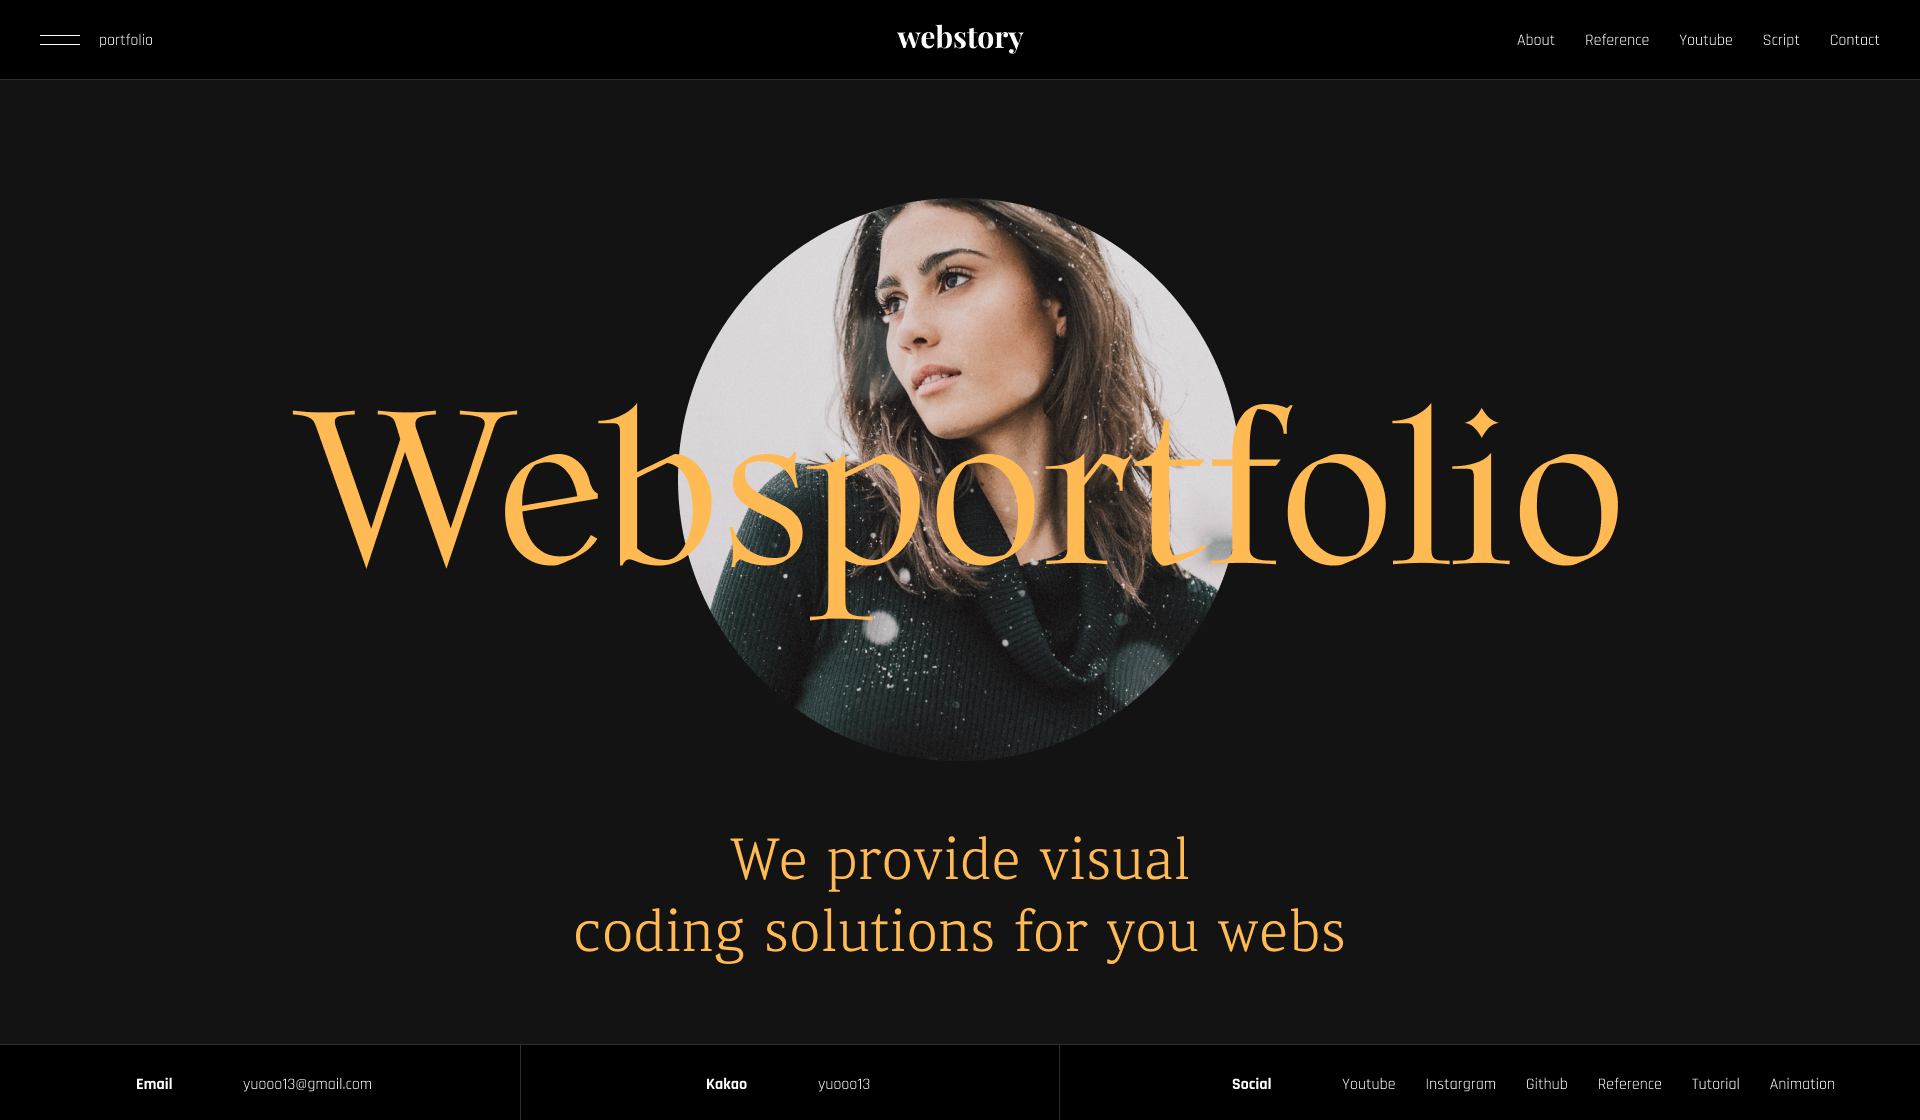 portfolio
webstory
About Reference Youtube Script Contact
Websportfolio
We provide visual
coding solutions for you webs
Email yuooo13@gmail.com
Kakao yuooo13
Social Youtube Instargram Github Reference Tutorial Animation